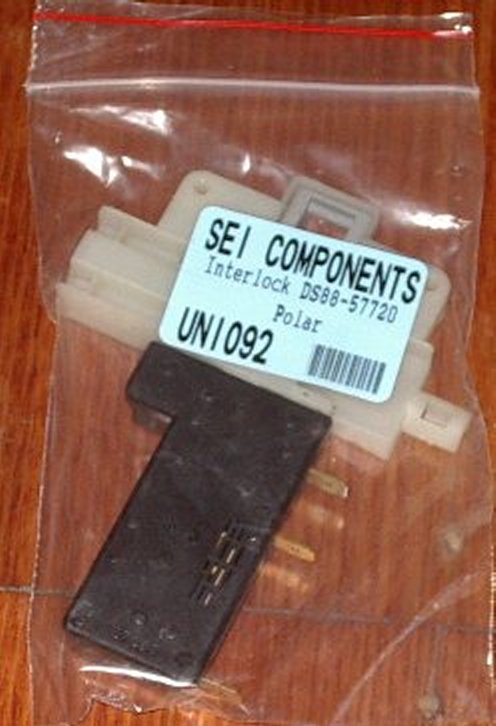 SEI COMPONENTS
Interlock DS88-57720
Polar
UNI092